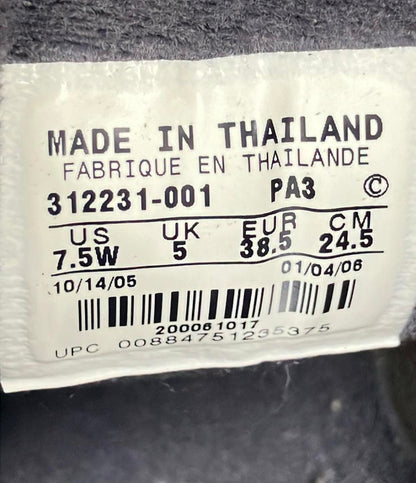 MADE IN THAILAND
FABRIQUE EN THAILANDE
312231-001 PA3 ©
US UK EUR CM
7.5W 5 38.5 24.5
10/14/05 01/04/06
200061017
UPC 00884751235375